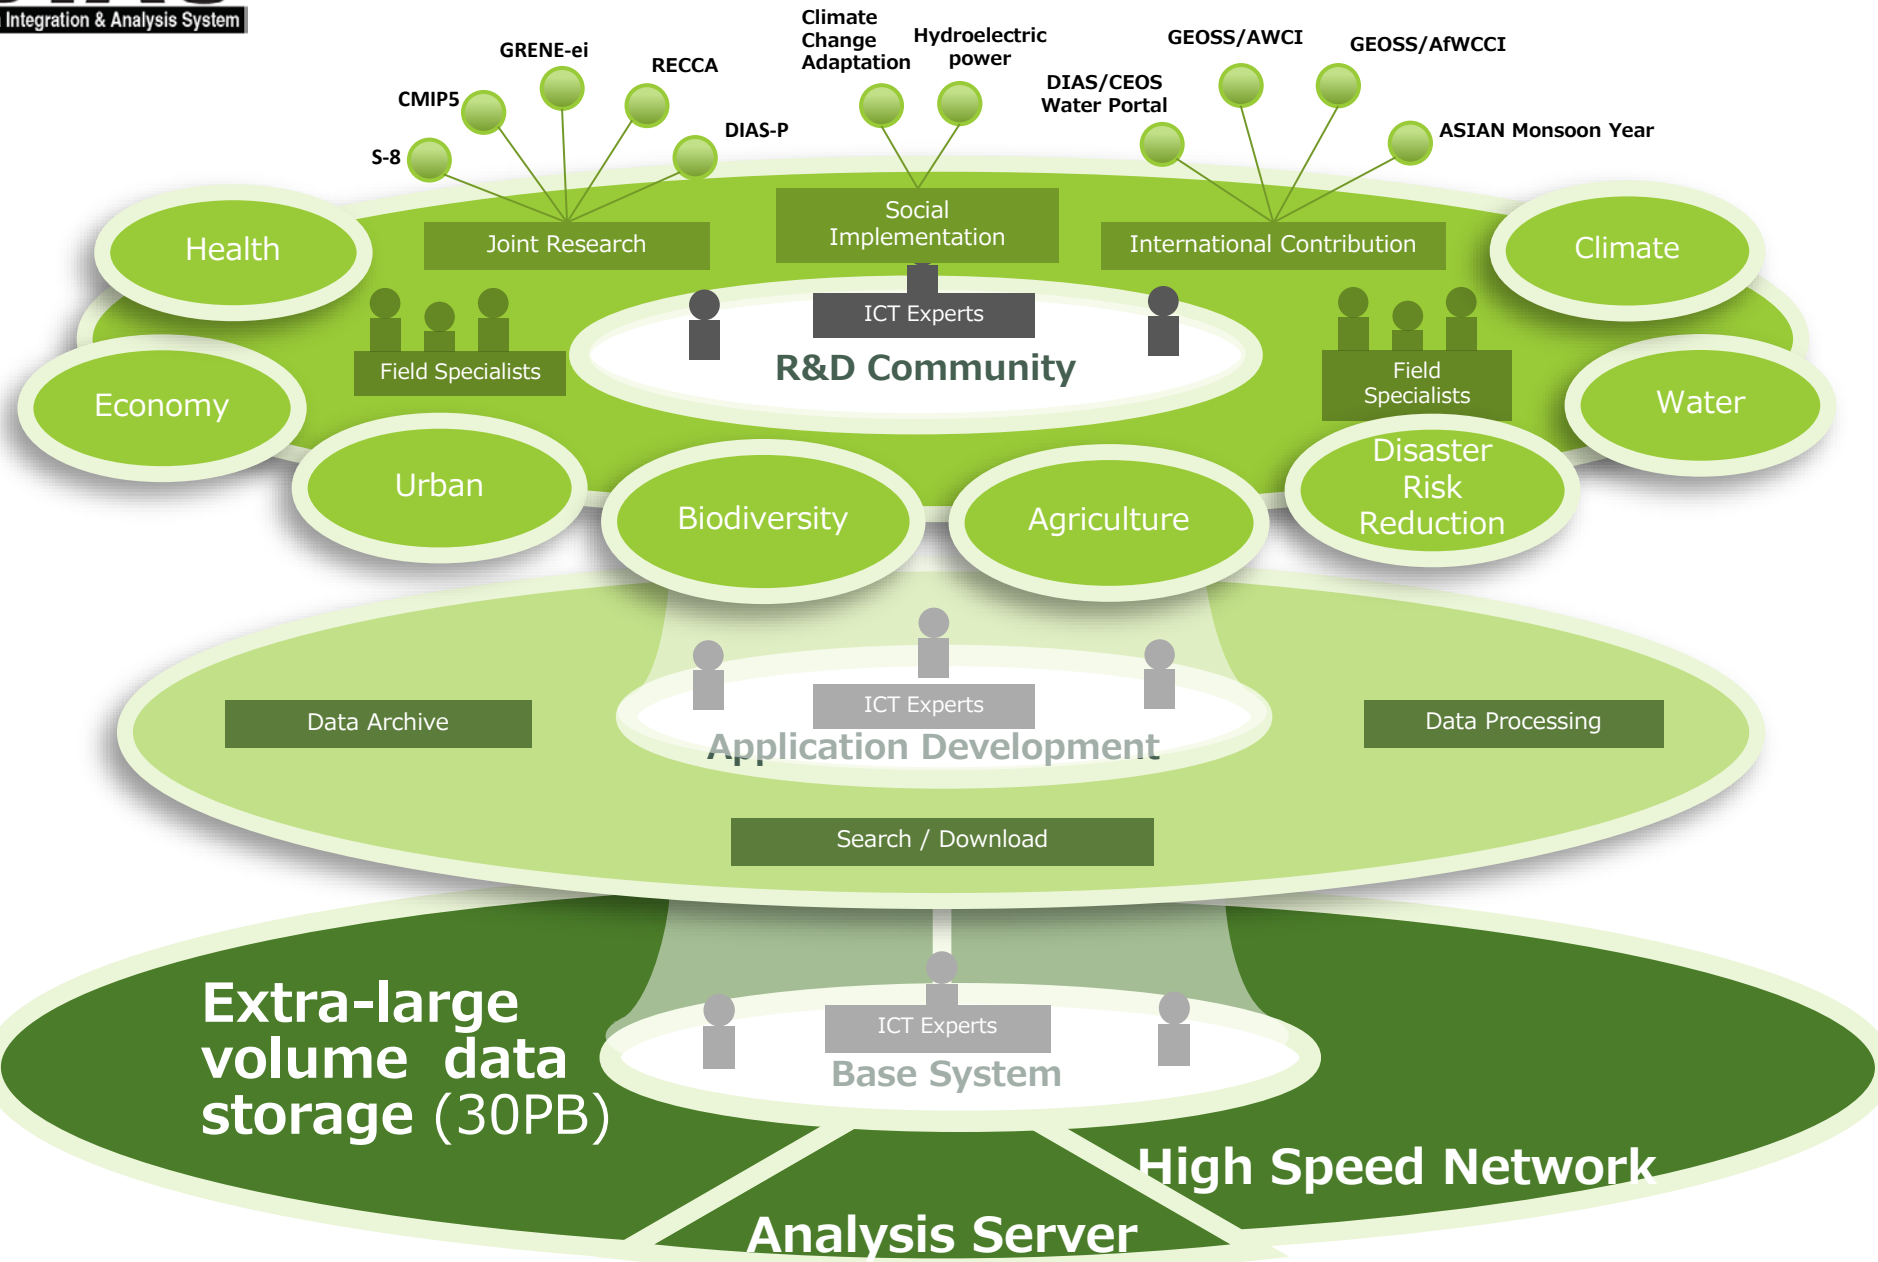 Integration & Analysis System
Climate
Change
Adaptation
Hydroelectric
power
GRENE-ei
RECCA
CMIP5
S-8
DIAS-P
DIAS/CEOS
Water Portal
GEOSS/AWCI
GEOSS/AfWCCI
ASIAN Monsoon Year
Health
Joint Research
Social
Implementation
International Contribution
Climate
ICT Experts
R&D Community
Field Specialists
Field
Specialists
Economy
Water
Urban
Biodiversity
Agriculture
Disaster
Risk
Reduction
ICT Experts
Application Development
Data Archive
Data Processing
Search / Download
Extra-large
volume data
storage (30PB)
ICT Experts
Base System
High Speed Network
Analysis Server